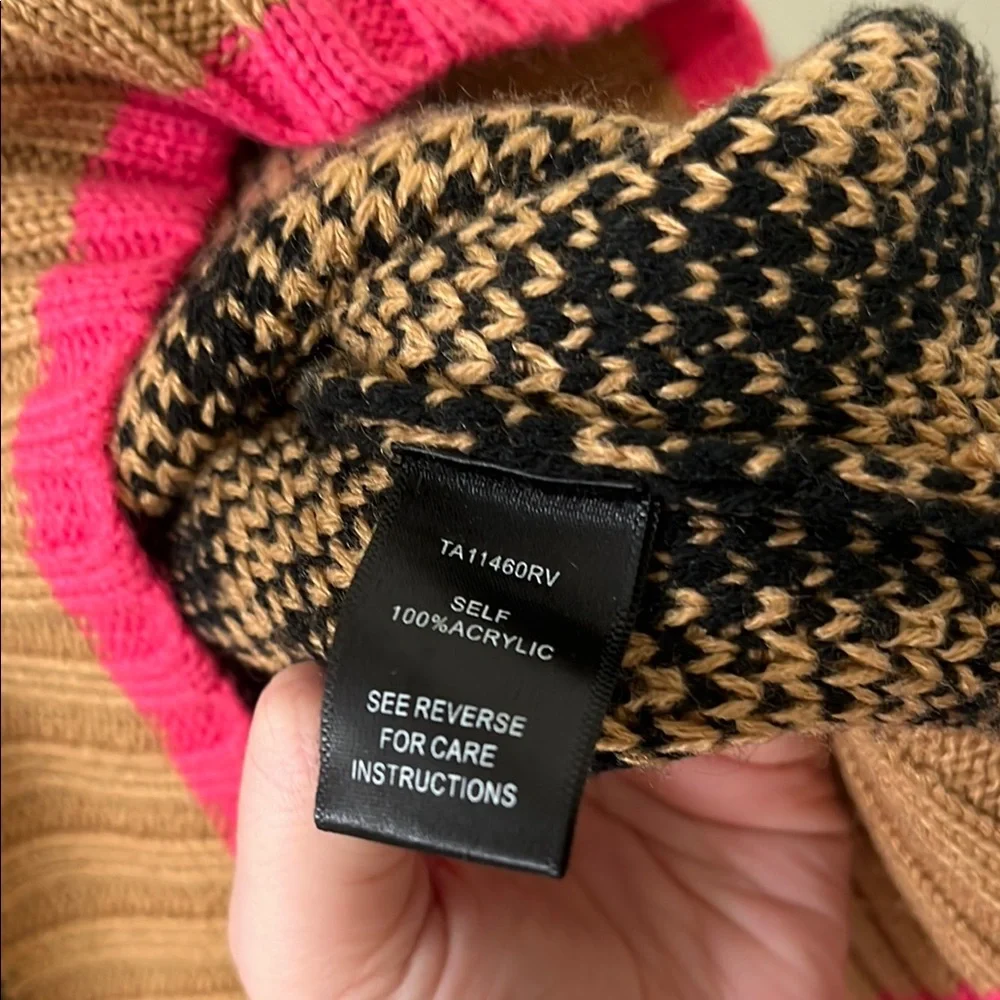 TA11460RV
SELF
100%ACRYLIC
SEE REVERSE
FOR CARE
INSTRUCTIONS